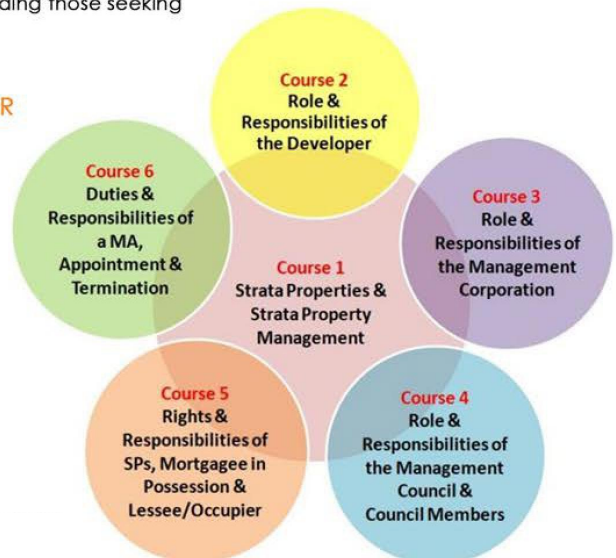 ding those seeking
R
Course 2
Role &
Responsibilities of
the Developer
Course 6
Duties &
Responsibilities of
a MA,
Appointment &
Termination
Course 3
Role &
Responsibilities of
the Management
Corporation
Course 1
Strata Properties &
Strata Property
Management
Course 5
Rights &
Responsibilities of
SPs, Mortgagee in
Possession &
Lessee/Occupier
Course 4
Role &
Responsibilities of
the Management
Council &
Council Members